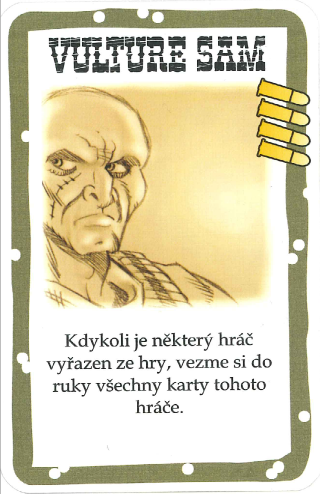 VULTURE SAM
Kdykoli je některý hráč
vyřazen ze hry, vezme si do
ruky všechny karty tohoto
hráče.